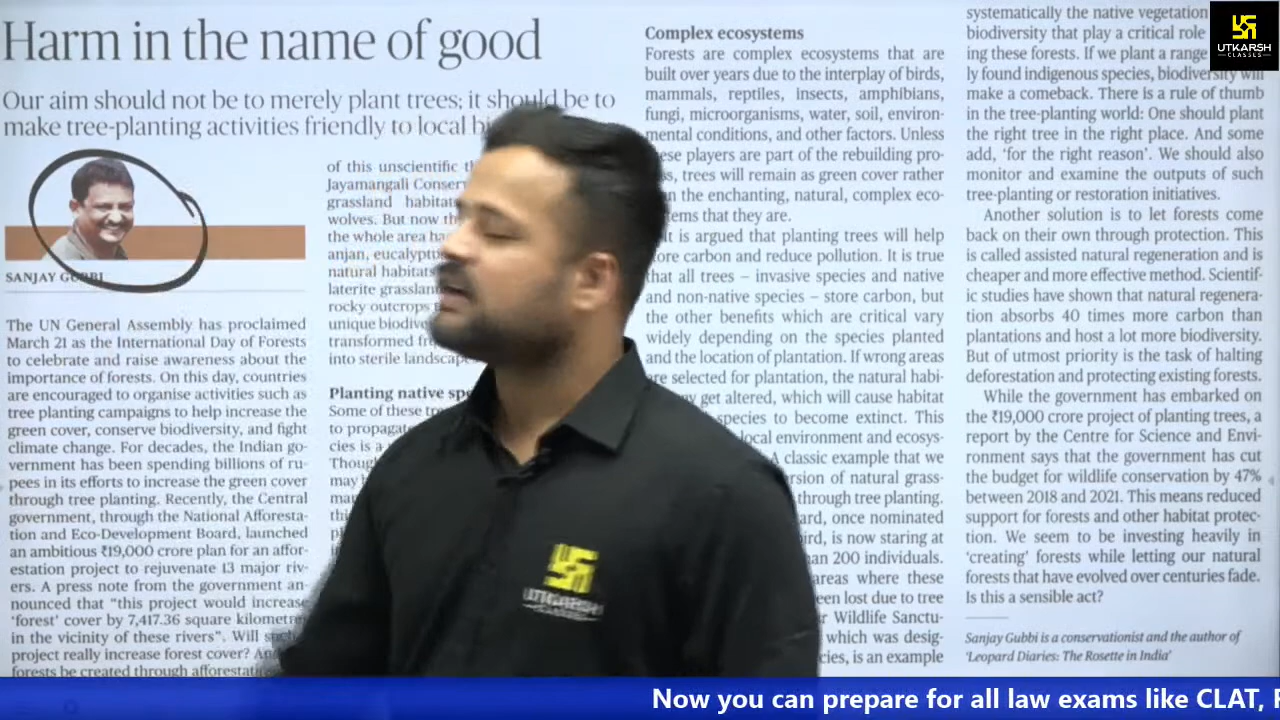 Harm in the name of good
Our aim should not be to merely plant trees; it should be to
make tree-planting activities friendly to local
SANJAY GUBBI
The UN General Assembly has proclaimed
March 21 as the International Day of Forests
to celebrate and raise awareness about the
importance of forests. On this day, countries
are encouraged to organise activities such as
tree planting campaigns to help increase the
green cover, conserve biodiversity, and fight
climate change. For decades, the Indian go-
vernment has been spending billions of ru-
pees in its efforts to increase the green cover
through tree planting. Recently, the Central
government, through the National Afforesta-
tion and Eco-Development Board, launched
an ambitious ₹19,000 crore plan for an affor-
estation project to rejuvenate 13 major riv-
ers. A press note from the government an-
nounced that "this project would increase
'forest' cover by 7,417.36 square kilometres
in the vicinity of these rivers". Will such
project really increase forest cover? And
forests be created through afforestation
of this unscientific
Jayamangali
grassland habitat
wolves. But now
the whole area
anjan, eucalyptus
natural habitats
laterite grassland
rocky outcrops
unique
transformed
into sterile
Planting native
Some of these
to propagate
cies is a
Though
may
Complex ecosystems
Forests are complex ecosystems that are
built over years due to the interplay of birds,
mammals, reptiles, insects, amphibians,
fungi, microorganisms, water, soil, environ-
mental conditions, and other factors. Unless
these players are part of the rebuilding pro-
trees will remain as green cover rather
the enchanting, natural, complex eco-
that they are.
It is argued that planting trees will help
store carbon and reduce pollution. It is true
that all trees – invasive species and native
and non-native species – store carbon, but
the other benefits which are critical vary
widely depending on the species planted
and the location of plantation. If wrong areas
are selected for plantation, the natural habi-
get altered, which will cause habitat
species to become extinct. This
local environment and ecosys-
A classic example that we
of natural grass-
through tree planting.
once nominated
is now staring at
200 individuals.
areas where these
been lost due to tree
Wildlife Sanctu-
which was desig-
is an example
systematically the native vegetation
biodiversity that play a critical role
ing these forests. If we plant a range
ly found indigenous species, biodiversity will
make a comeback. There is a rule of thumb
in the tree-planting world: One should plant
the right tree in the right place. And some
add, 'for the right reason'. We should also
monitor and examine the outputs of such
tree-planting or restoration initiatives.
Another solution is to let forests come
back on their own through protection. This
is called assisted natural regeneration and is
cheaper and more effective method. Scientif-
ic studies have shown that natural regenera-
tion absorbs 40 times more carbon than
plantations and host a lot more biodiversity.
But of utmost priority is the task of halting
deforestation and protecting existing forests.
While the government has embarked on
the ₹19,000 crore project of planting trees, a
report by the Centre for Science and Envi-
ronment says that the government has cut
the budget for wildlife conservation by 47%
between 2018 and 2021. This means reduced
support for forests and other habitat protec-
tion. We seem to be investing heavily in
'creating' forests while letting our natural
forests that have evolved over centuries fade.
Is this a sensible act?
Sanjay Gubbi is a conservationist and the author of
'Leopard Diaries: The Rosette in India'
UTKARSH
CLASSES
UTKARSH
CLASSES
Now you can prepare for all law exams like CLAT,